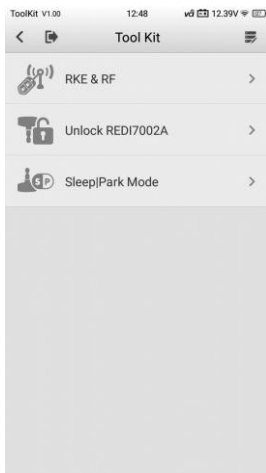 ToolKit V1.00 12:48 12.39V
Tool Kit
RKE & RF
Unlock REDI7002A
Sleep|Park Mode
S P